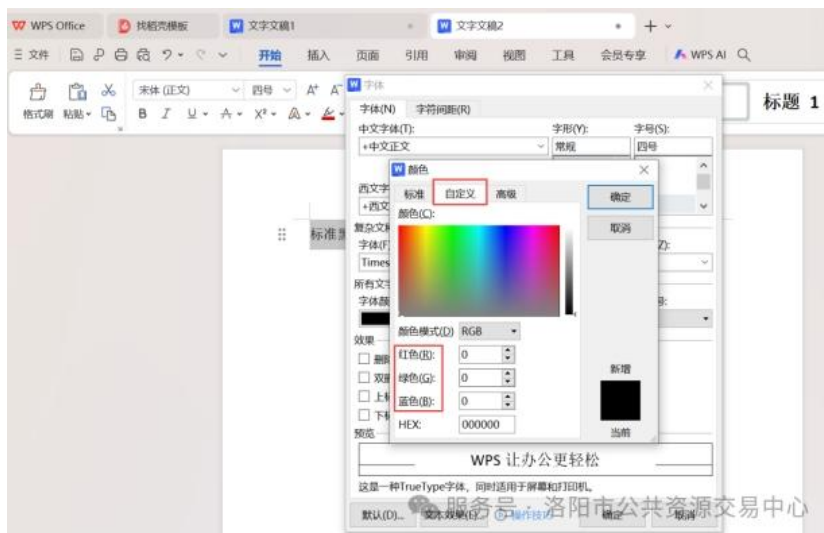 WPS Office 找稻壳模板 文字文稿1 文字文稿2
文件 开始 插入 页面 引用 审阅 视图 工具 会员专享 WPS AI
格式刷 粘贴 宋体 (正文) 四号 A⁺ A⁻ 标题 1
B I U A X² A
字体
字体(N) 字符间距(R)
中文字体(T): 字形(Y): 字号(S):
+中文正文 常规 四号
颜色
西文字
标准 自定义 高级 确定
+西文
颜色(C):
取消
复杂文
标准黑
字体(F) Z):
Times
所有文字
字体颜 号:
颜色模式(D) RGB
效果
红色(R): 0
删除
新增
双删 绿色(G): 0
上标 蓝色(B): 0
下标
HEX: 000000
预览 当前
WPS 让办公更轻松
这是一种TrueType字体，同时适用于屏幕和打印机。
服务号 · 洛阳市公共资源交易中心
默认(D)... 文本效果(E)... 操作技巧 确定 取消